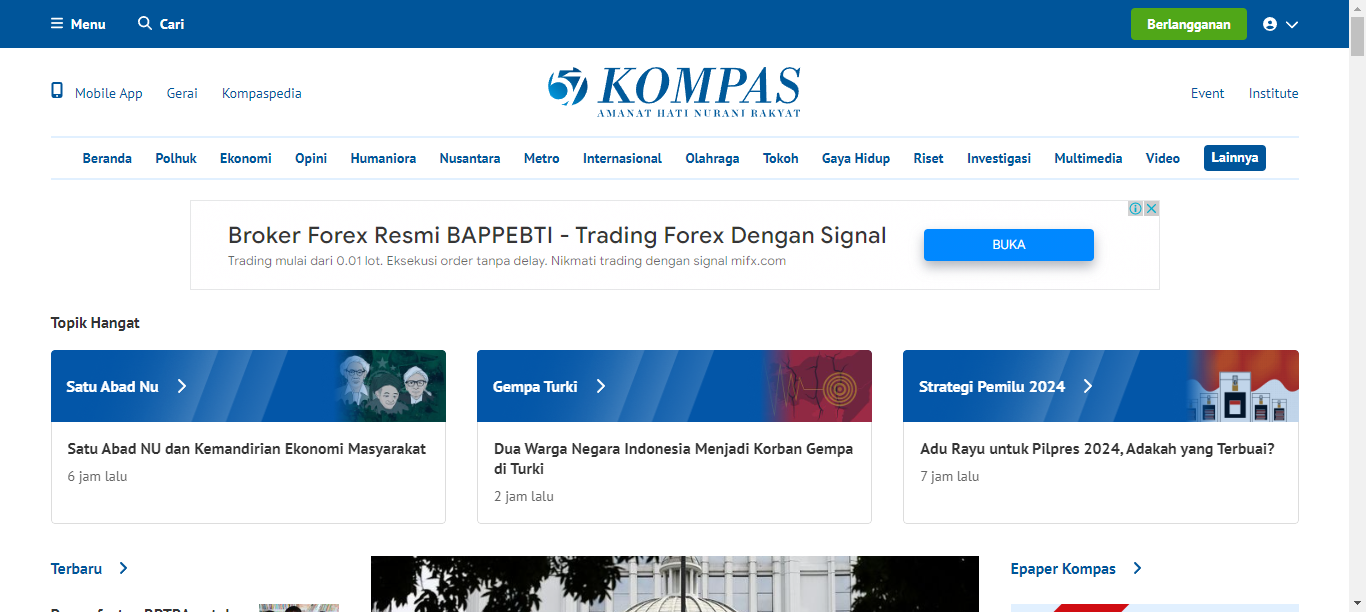 Menu
Cari
Berlangganan
Mobile App
Gerai
Kompaspedia
57 KOMPAS
AMANAT HATI NURANI RAKYAT
Event
Institute
Beranda
Polhuk
Ekonomi
Opini
Humaniora
Nusantara
Metro
Internasional
Olahraga
Tokoh
Gaya Hidup
Riset
Investigasi
Multimedia
Video
Lainnya
Broker Forex Resmi BAPPEBTI - Trading Forex Dengan Signal
Trading mulai dari 0.01 lot. Eksekusi order tanpa delay. Nikmati trading dengan signal mifx.com
BUKA
Topik Hangat
Satu Abad Nu
Satu Abad NU dan Kemandirian Ekonomi Masyarakat
6 jam lalu
Gempa Turki
Dua Warga Negara Indonesia Menjadi Korban Gempa
di Turki
2 jam lalu
Strategi Pemilu 2024
Adu Rayu untuk Pilpres 2024, Adakah yang Terbuai?
7 jam lalu
Terbaru
Epaper Kompas